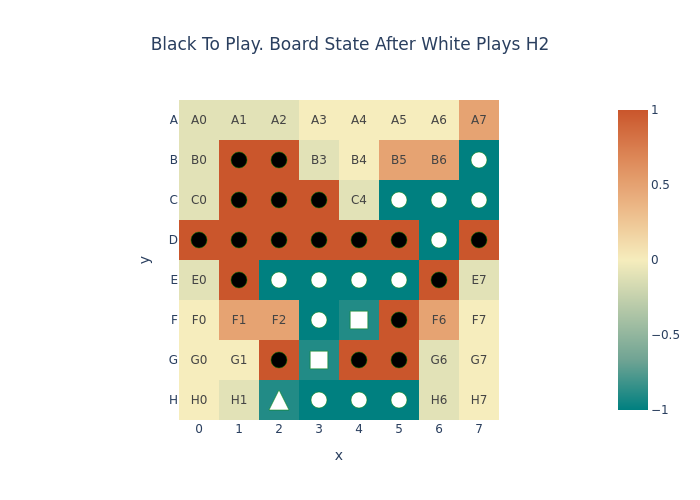 Black To Play. Board State After White Plays H2
A A0 A1 A2 A3 A4 A5 A6 A7
B B0 B3 B4 B5 B6
C C0 C4
D
E E0 E7
F F0 F1 F2 F6 F7
G G0 G1 G6 G7
H H0 H1 H6 H7
0 1 2 3 4 5 6 7
x
y
1
0.5
0
−0.5
−1